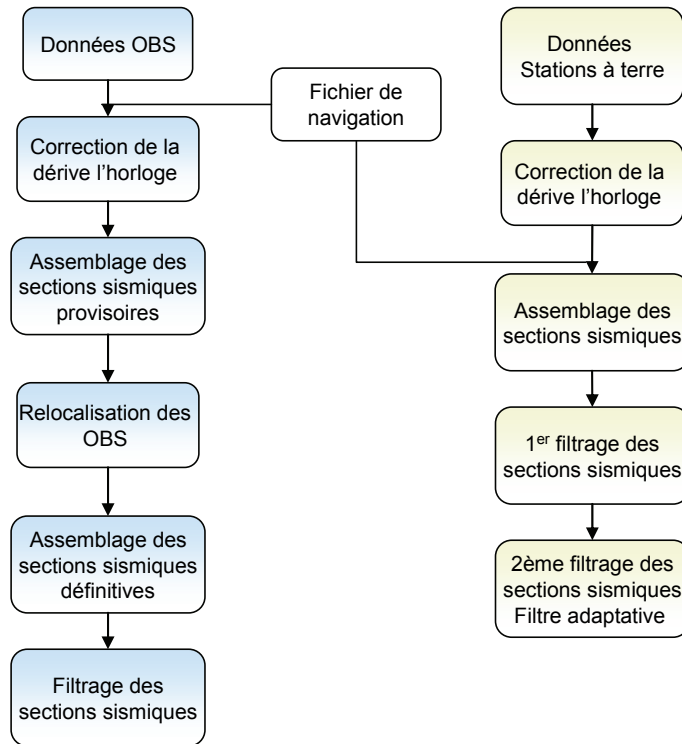 Données OBS
Correction de la
dérive l’horloge
Assemblage des
sections sismiques
provisoires
Relocalisation des
OBS
Assemblage des
sections sismiques
définitives
Filtrage des
sections sismiques
Fichier de
navigation
Données
Stations à terre
Correction de la
dérive l’horloge
Assemblage des
sections sismiques
1er filtrage des
sections sismiques
2ème filtrage des
sections sismiques
Filtre adaptative